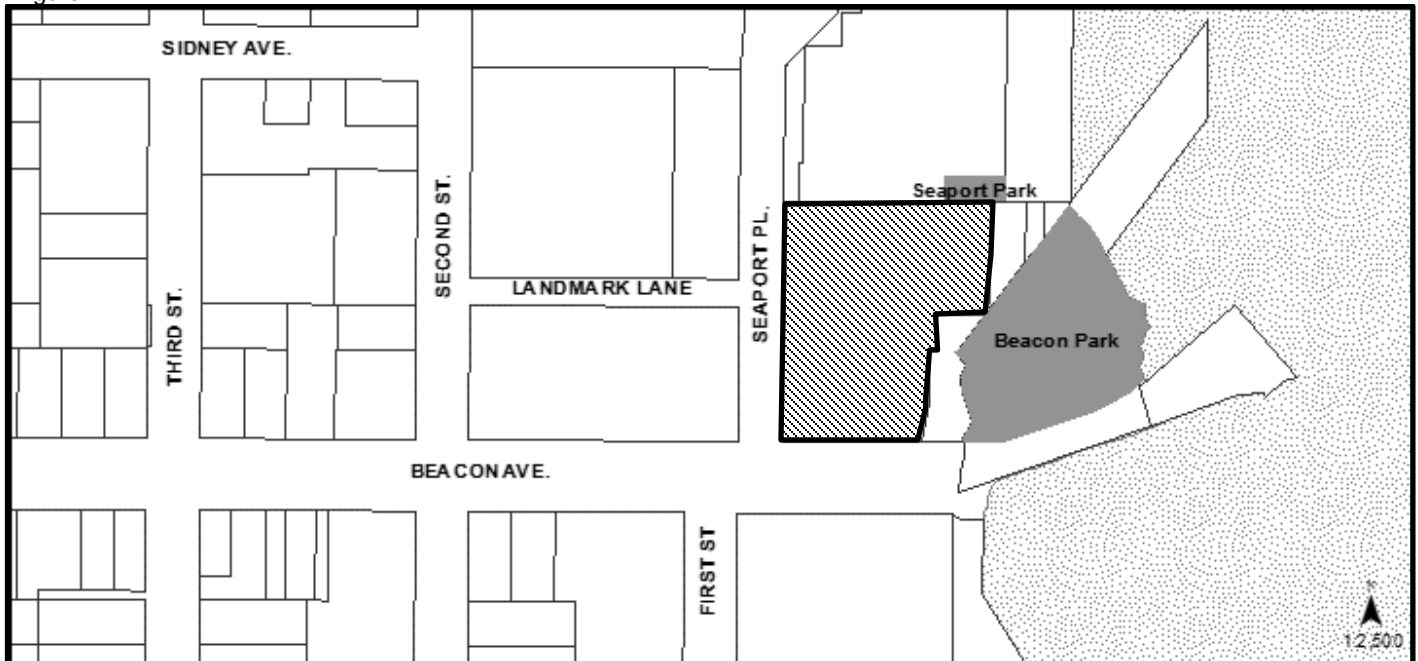 SIDNEY AVE.
Seaport Park
SECOND ST.
SEAPORT PL,
LANDMARK LANE
THIRD ST.
Beacon Park
BEACON AVE.
FIRST ST
1:2,500